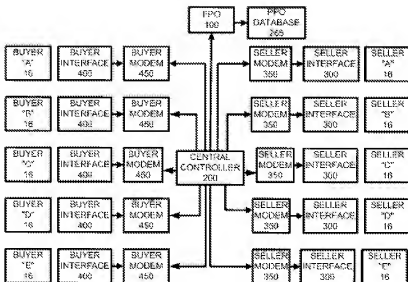 FPO
100
PPO
DATABASE
265
BUYER
"A"
16
BUYER
INTERFACE
400
BUYER
MODEM
450
SELLER
MODEM
350
SELLER
INTERFACE
300
SELLER
"A"
16
BUYER
"B"
16
BUYER
INTERFACE
400
BUYER
MODEM
450
SELLER
MODEM
350
SELLER
INTERFACE
300
SELLER
"B"
16
BUYER
"C"
16
BUYER
INTERFACE
400
BUYER
MODEM
450
CENTRAL
CONTROLLER
200
SELLER
MODEM
350
SELLER
INTERFACE
300
SELLER
"C"
16
BUYER
"D"
16
BUYER
INTERFACE
400
BUYER
MODEM
450
SELLER
MODEM
350
SELLER
INTERFACE
300
SELLER
"D"
16
BUYER
"E"
16
BUYER
INTERFACE
400
BUYER
MODEM
450
SELLER
MODEM
350
SELLER
INTERFACE
300
SELLER
"E"
16